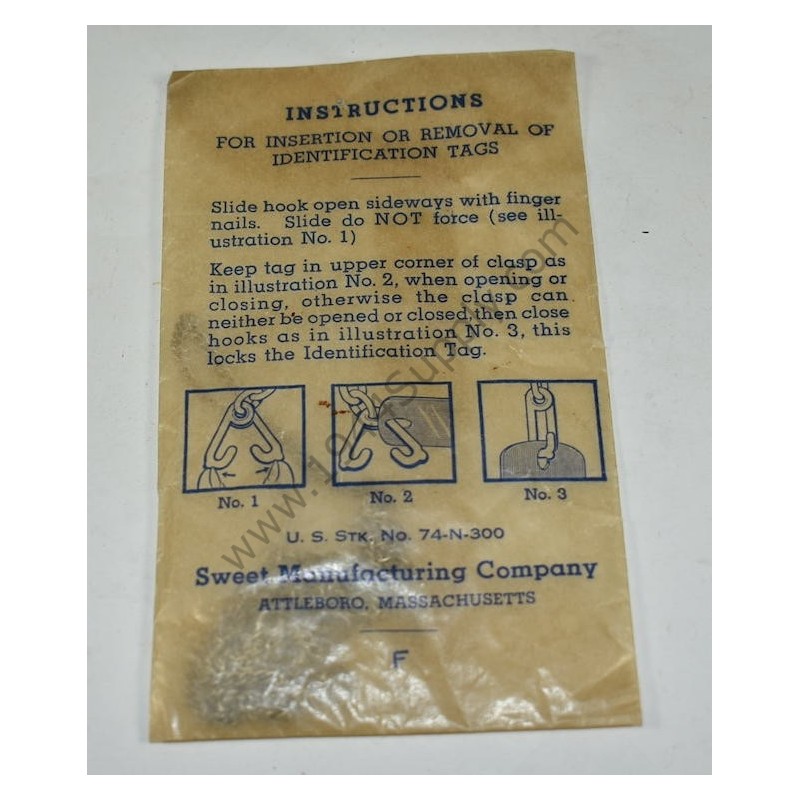 INSTRUCTIONS
FOR INSERTION OR REMOVAL OF
IDENTIFICATION TAGS
Slide hook open sideways with finger
nails. Slide do NOT force (see ill-
ustration No. 1)
Keep tag in upper corner of clasp as
in illustration No. 2, when opening or
closing, otherwise the clasp can
neither be opened or closed, then close
hooks as in illustration No. 3, this
locks the Identification Tag.
No. 1 No. 2 No. 3
U. S. STK. No. 74-N-300
Sweet Manufacturing Company
ATTLEBORO, MASSACHUSETTS
F
www.1944Supply.com